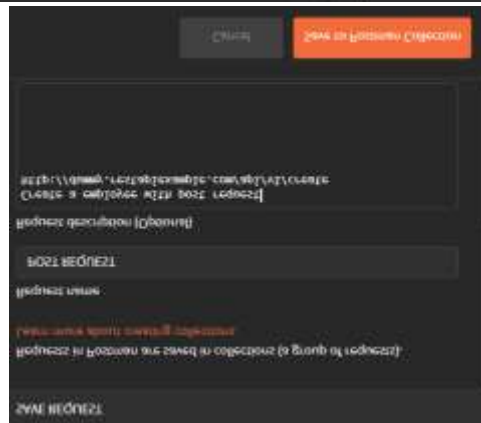 SAVE REQUEST
Requests in Postman are saved in collections (a group of requests).
Learn more about creating collections
Request name
POST REQUEST
Request description (Optional)
Create a employee with post request
http://dummy.restapiexample.com/api/v1/create
Cancel
Save to Postman Collection